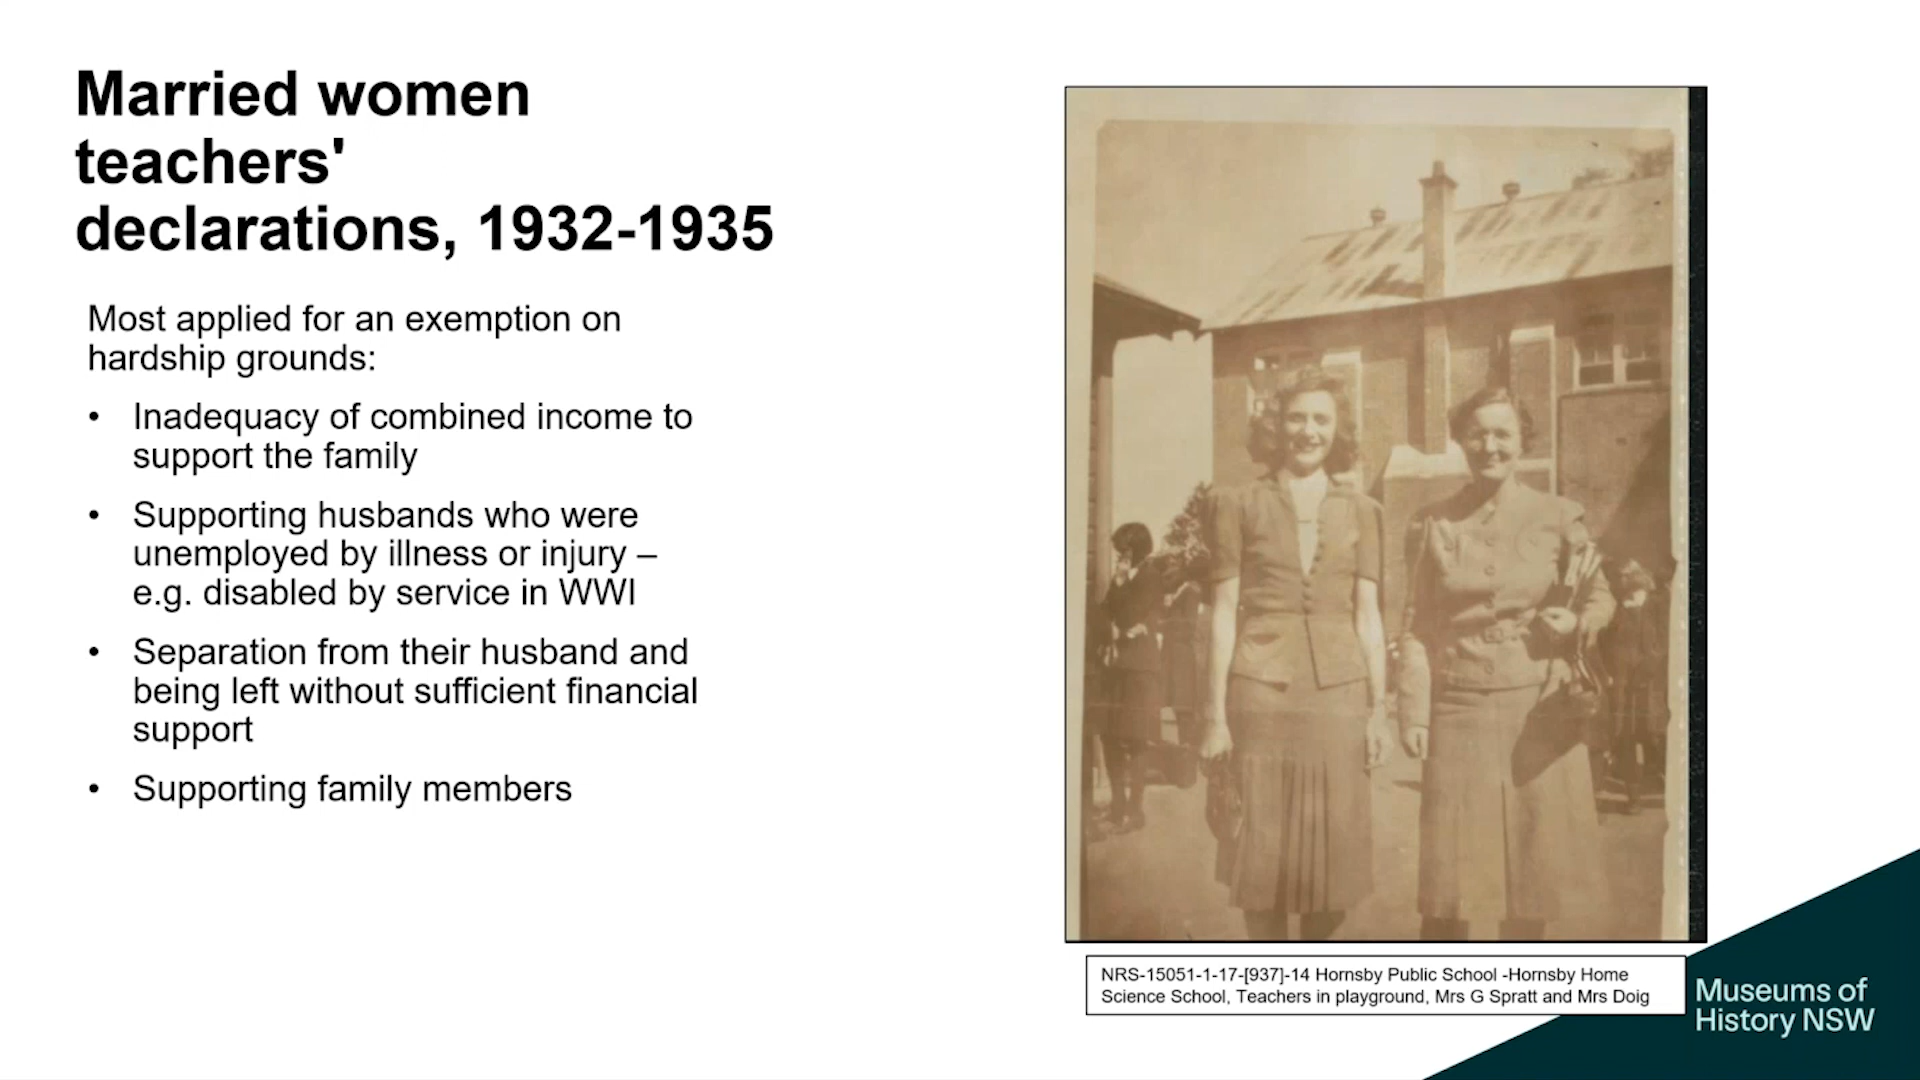 Married women
teachers'
declarations, 1932-1935
Most applied for an exemption on
hardship grounds:
• Inadequacy of combined income to
support the family
• Supporting husbands who were
unemployed by illness or injury –
e.g. disabled by service in WWI
• Separation from their husband and
being left without sufficient financial
support
• Supporting family members
NRS-15051-1-17-[937]-14 Hornsby Public School -Hornsby Home
Science School, Teachers in playground, Mrs G Spratt and Mrs Doig
Museums of
History NSW